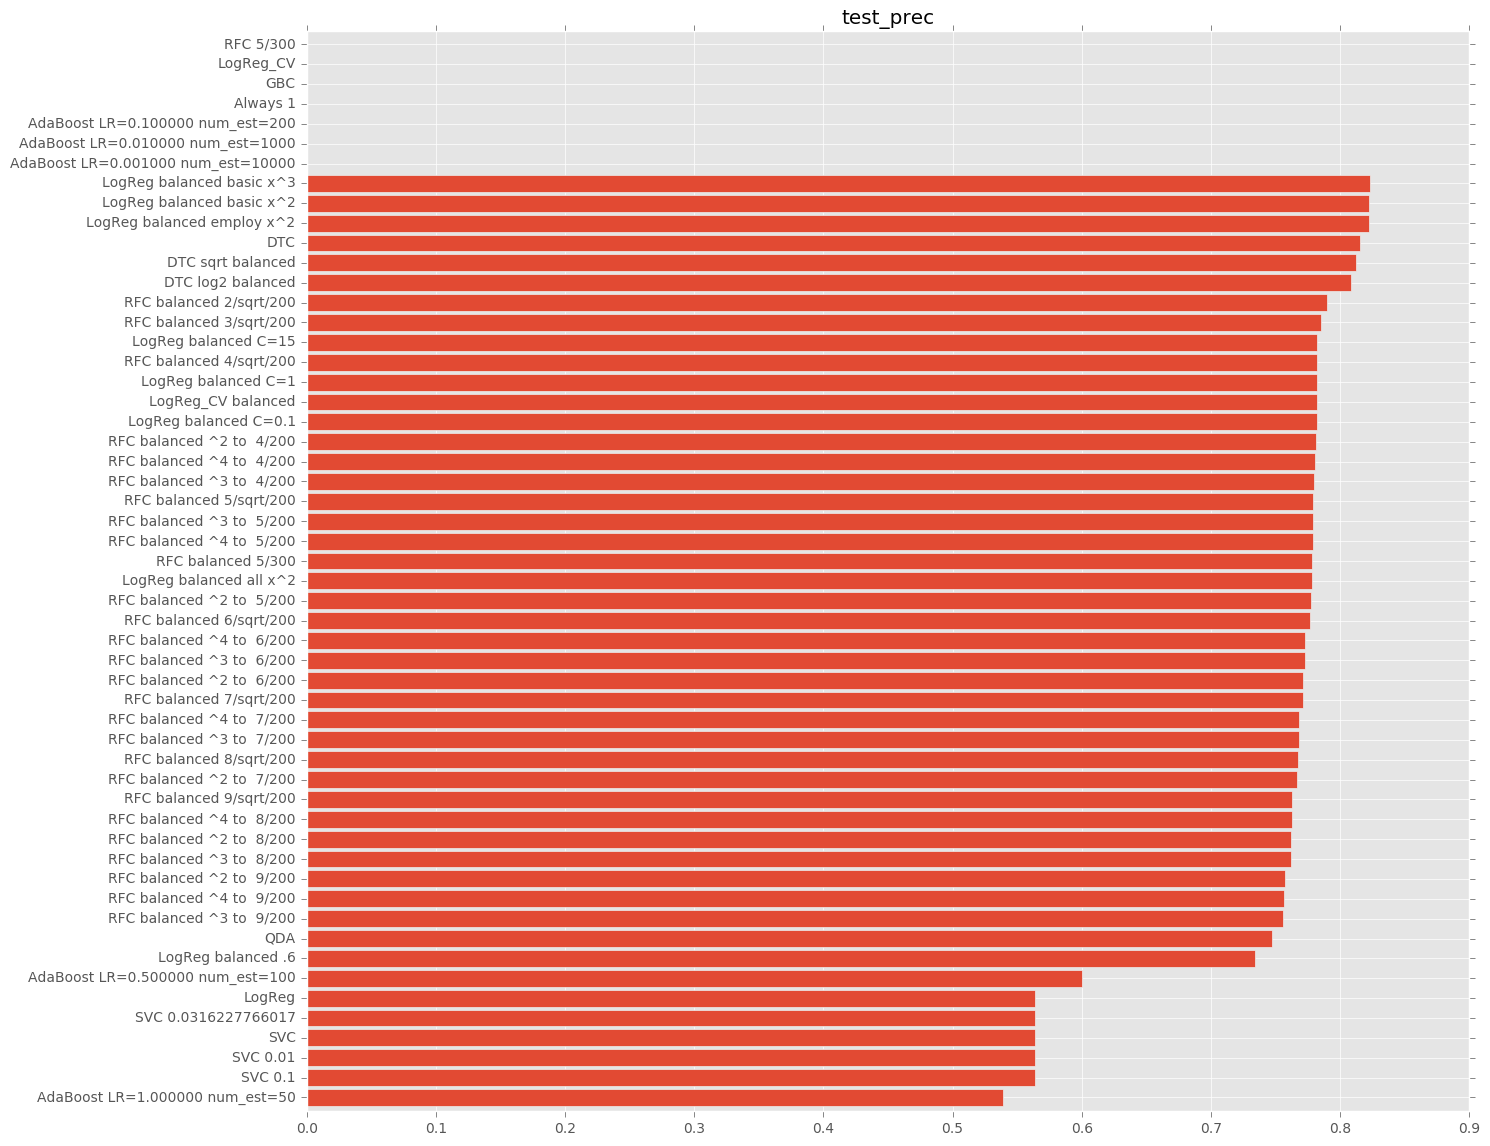 test_prec
RFC 5/300
LogReg_CV
GBC
Always 1
AdaBoost LR=0.100000 num_est=200
AdaBoost LR=0.010000 num_est=1000
AdaBoost LR=0.001000 num_est=10000
LogReg balanced basic x^3
LogReg balanced basic x^2
LogReg balanced employ x^2
DTC
DTC sqrt balanced
DTC log2 balanced
RFC balanced 2/sqrt/200
RFC balanced 3/sqrt/200
LogReg balanced C=15
RFC balanced 4/sqrt/200
LogReg balanced C=1
LogReg_CV balanced
LogReg balanced C=0.1
RFC balanced ^2 to  4/200
RFC balanced ^4 to  4/200
RFC balanced ^3 to  4/200
RFC balanced 5/sqrt/200
RFC balanced ^3 to  5/200
RFC balanced ^4 to  5/200
RFC balanced 5/300
LogReg balanced all x^2
RFC balanced ^2 to  5/200
RFC balanced 6/sqrt/200
RFC balanced ^4 to  6/200
RFC balanced ^3 to  6/200
RFC balanced ^2 to  6/200
RFC balanced 7/sqrt/200
RFC balanced ^4 to  7/200
RFC balanced ^3 to  7/200
RFC balanced 8/sqrt/200
RFC balanced ^2 to  7/200
RFC balanced 9/sqrt/200
RFC balanced ^4 to  8/200
RFC balanced ^2 to  8/200
RFC balanced ^3 to  8/200
RFC balanced ^2 to  9/200
RFC balanced ^4 to  9/200
RFC balanced ^3 to  9/200
QDA
LogReg balanced .6
AdaBoost LR=0.500000 num_est=100
LogReg
SVC 0.0316227766017
SVC
SVC 0.01
SVC 0.1
AdaBoost LR=1.000000 num_est=50
0.0 0.1 0.2 0.3 0.4 0.5 0.6 0.7 0.8 0.9